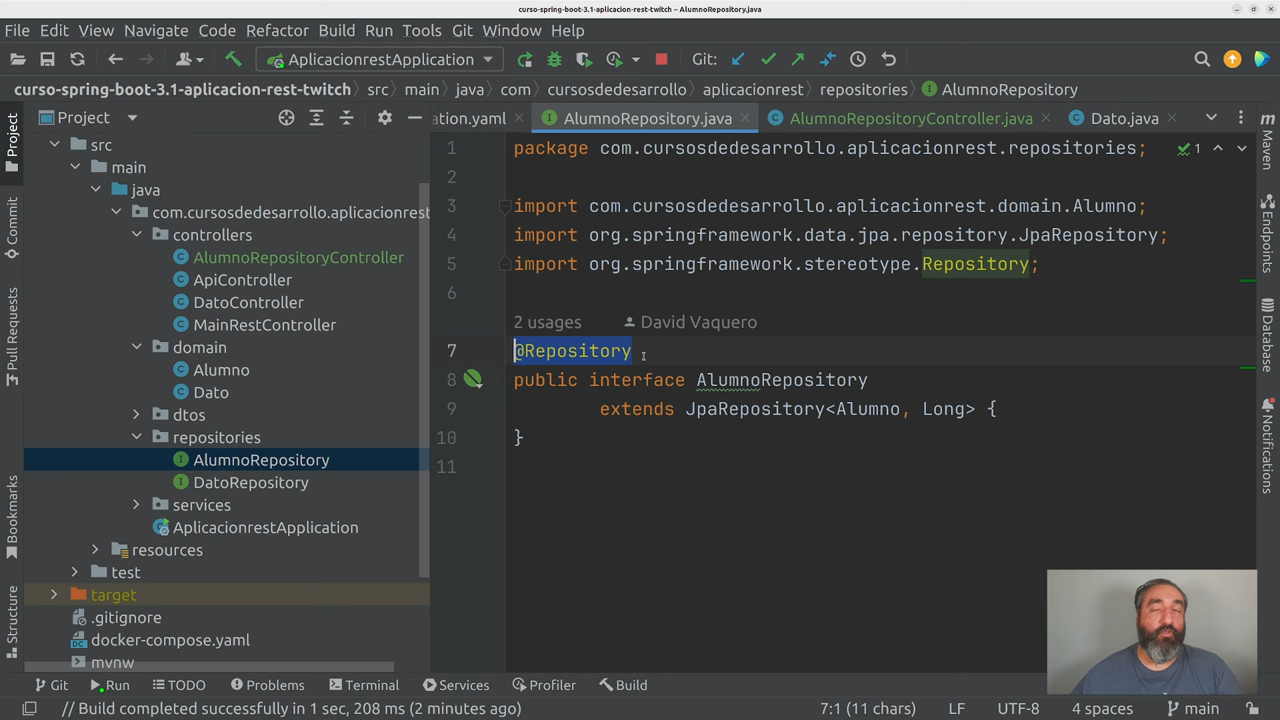 curso-spring-boot-3.1-aplicacion-rest-twitch – AlumnoRepository.java
File Edit View Navigate Code Refactor Build Run Tools Git Window Help
AplicacionrestApplication Git:
curso-spring-boot-3.1-aplicacion-rest-twitch src main java com cursosdedesarrollo aplicacionrest repositories AlumnoRepository
Project
ation.yaml AlumnoRepository.java AlumnoRepositoryController.java Dato.java
src
main
java
com.cursosdedesarrollo.aplicacionrest
controllers
AlumnoRepositoryController
ApiController
DatoController
MainRestController
domain
Alumno
Dato
dtos
repositories
AlumnoRepository
DatoRepository
services
AplicacionrestApplication
resources
test
target
.gitignore
docker-compose.yaml
mvnw
1 package com.cursosdedesarrollo.aplicacionrest.repositories;
1
2
3 import com.cursosdedesarrollo.aplicacionrest.domain.Alumno;
4 import org.springframework.data.jpa.repository.JpaRepository;
5 import org.springframework.stereotype.Repository;
6
2 usages David Vaquero
7 @Repository
8 public interface AlumnoRepository
9 extends JpaRepository<Alumno, Long> {
10 }
11
Project
Commit
Pull Requests
Bookmarks
Structure
m
Maven
Endpoints
Database
Notifications
Git Run TODO Problems Terminal Services Profiler Build
// Build completed successfully in 1 sec, 208 ms (2 minutes ago) 7:1 (11 chars) LF UTF-8 4 spaces main